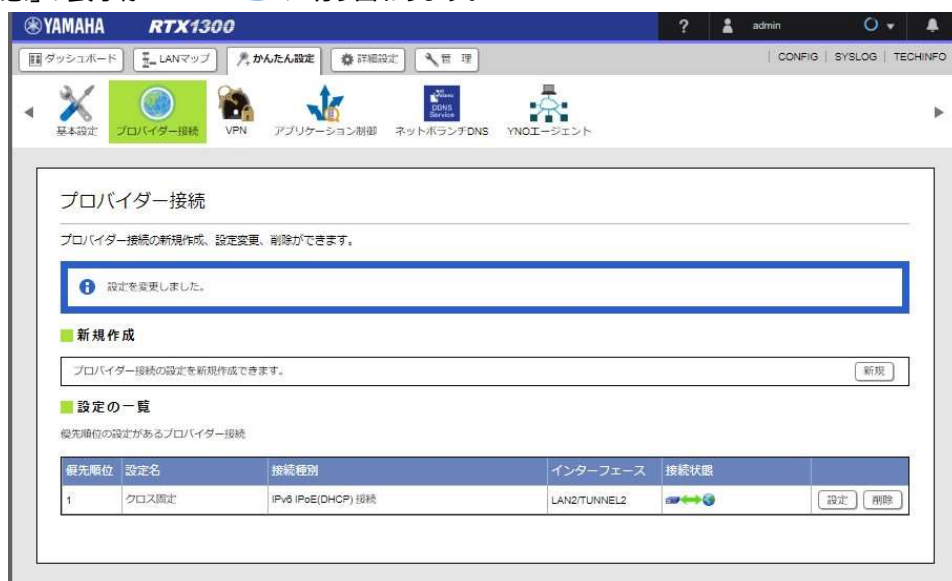 YAMAHA RTX1300 ? admin
ダッシュボード LANマップ かんたん設定 詳細設定 管 理 CONFIG | SYSLOG | TECHINFO
DDNS
Service
基本設定 プロバイダー接続 VPN アプリケーション制御 ネットボランチDNS YNOエージェント
プロバイダー接続
プロバイダー接続の新規作成、設定変更、削除ができます。
設定を変更しました。
新規作成
プロバイダー接続の設定を新規作成できます。 新規
設定の一覧
優先順位の設定があるプロバイダー接続
優先順位 設定名 接続種別 インターフェース 接続状態
1 クロス固定 IPv6 IPoE(DHCP) 接続 LAN2/TUNNEL2 設定 削除